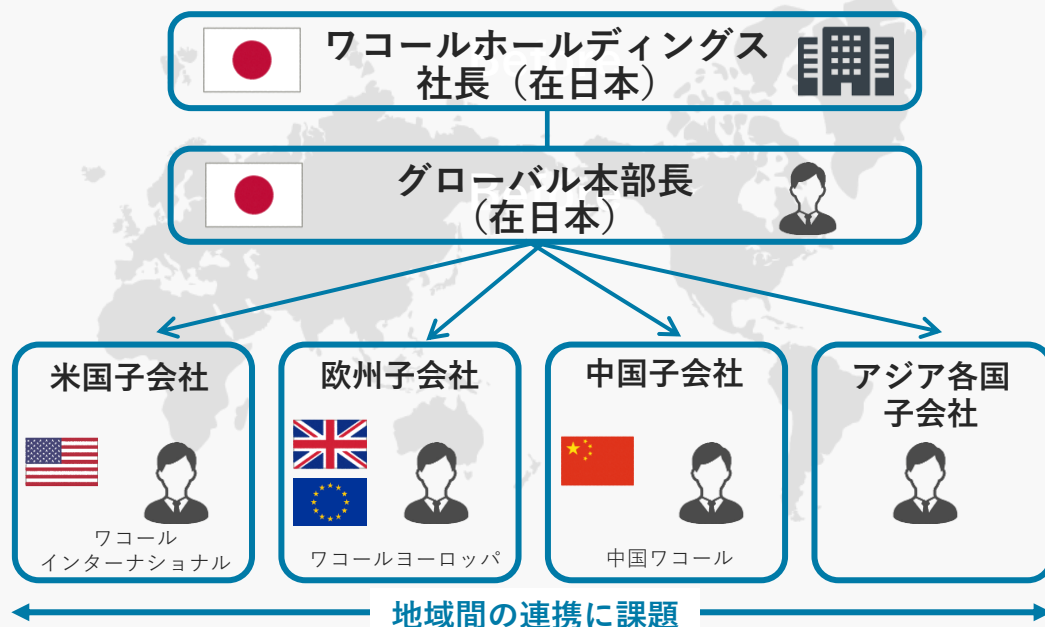 ワコールホールディングス
社長（在日本）
グローバル本部長
（在日本）
米国子会社
ワコール
インターナショナル
欧州子会社
ワコールヨーロッパ
中国子会社
中国ワコール
アジア各国
子会社
地域間の連携に課題